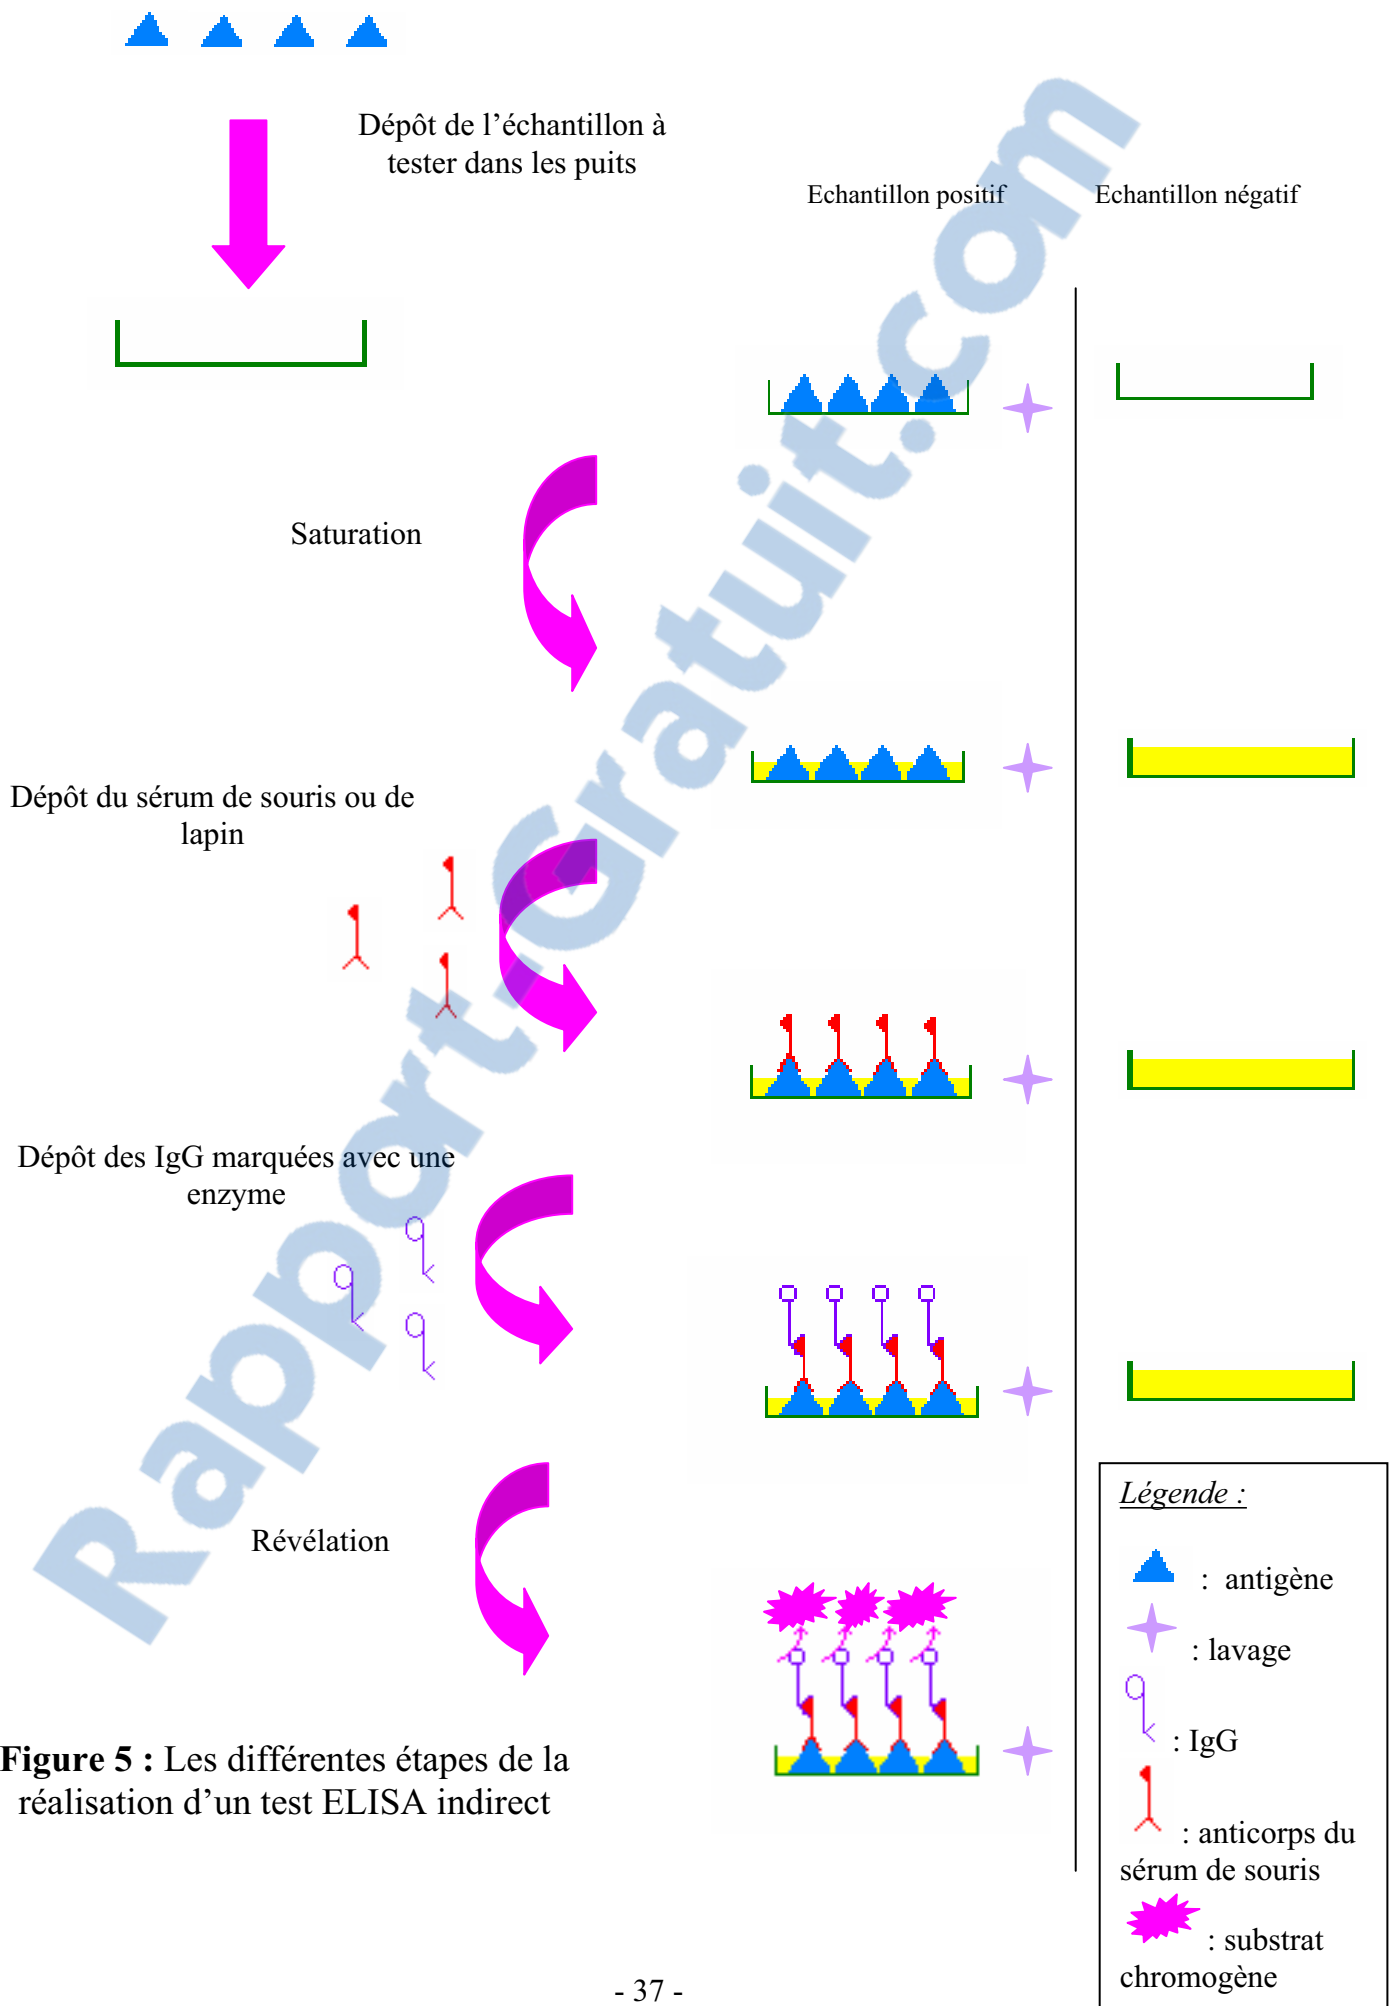 Dépôt de l’échantillon à
tester dans les puits
Echantillon positif
Echantillon négatif
Saturation
Dépôt du sérum de souris ou de
lapin
Dépôt des IgG marquées avec une
enzyme
Révélation
Légende :
: antigène
: lavage
: IgG
: anticorps du
sérum de souris
: substrat
chromogène
Figure 5 : Les différentes étapes de la
réalisation d’un test ELISA indirect
- 37 -
Rapport-Gratuit.com